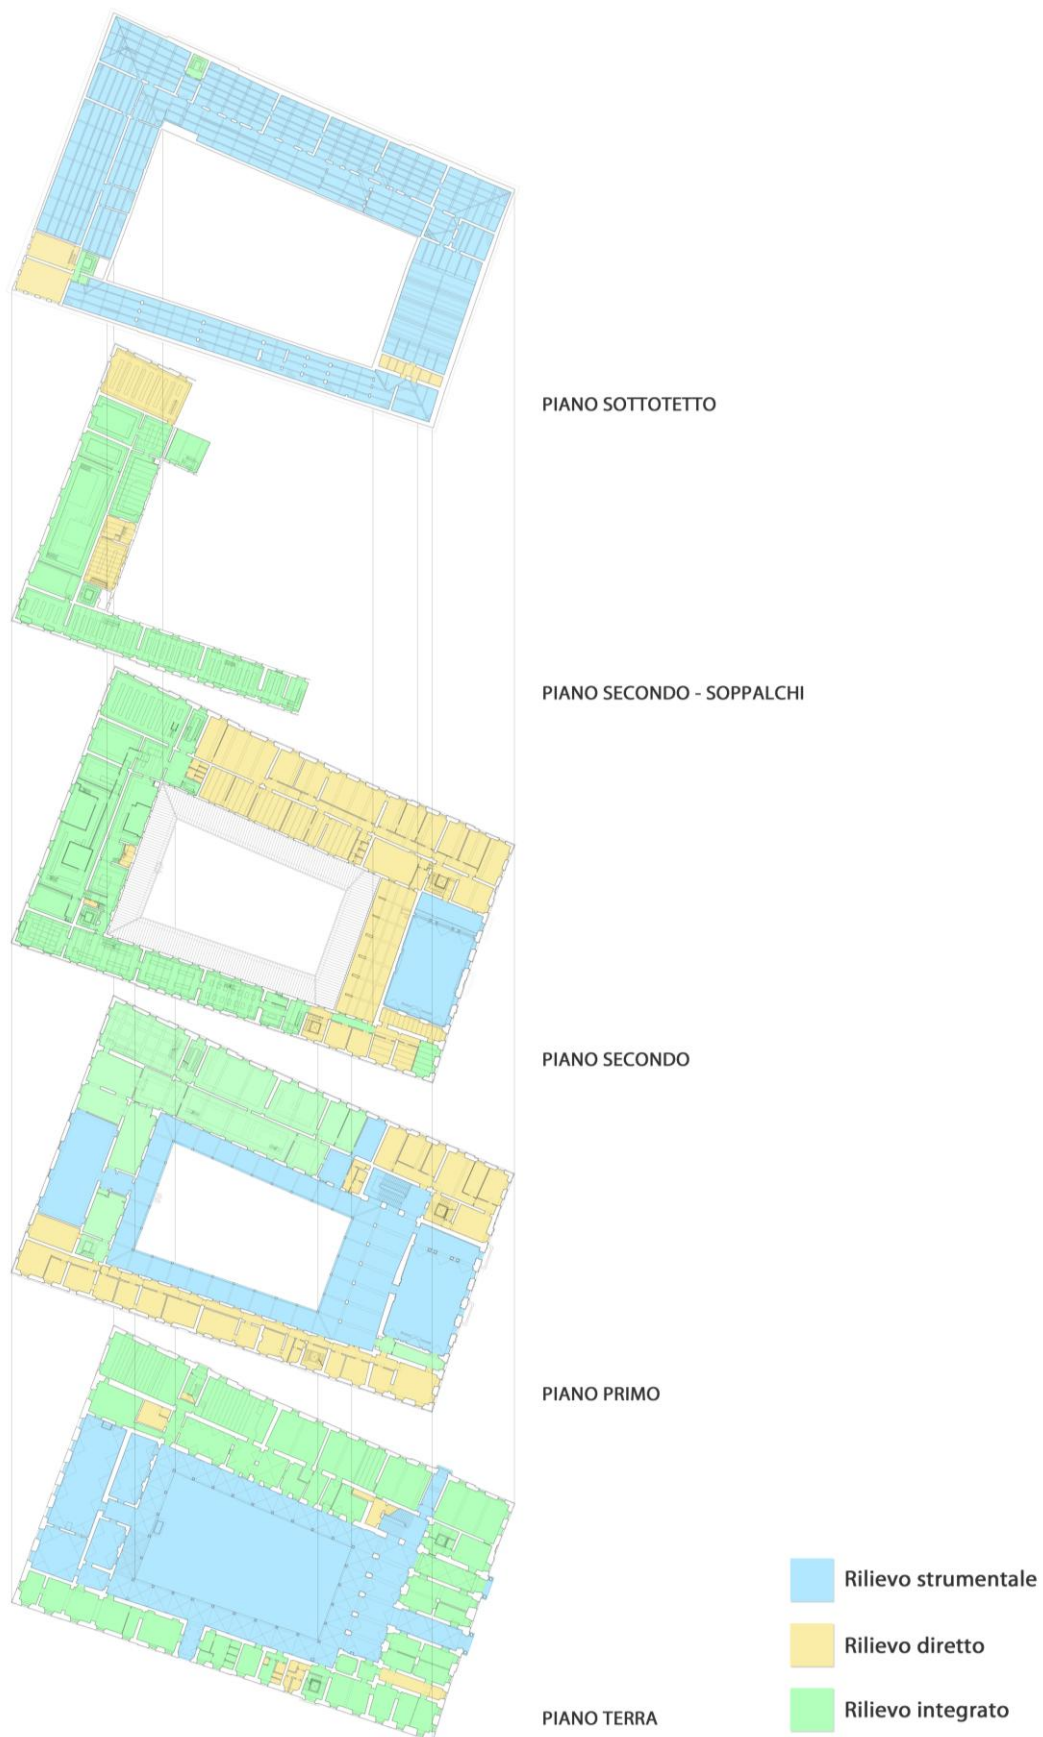 PIANO SOTTOTETTO
PIANO SECONDO - SOPPALCHI
PIANO SECONDO
PIANO PRIMO
PIANO TERRA
Rilievo strumentale
Rilievo diretto
Rilievo integrato